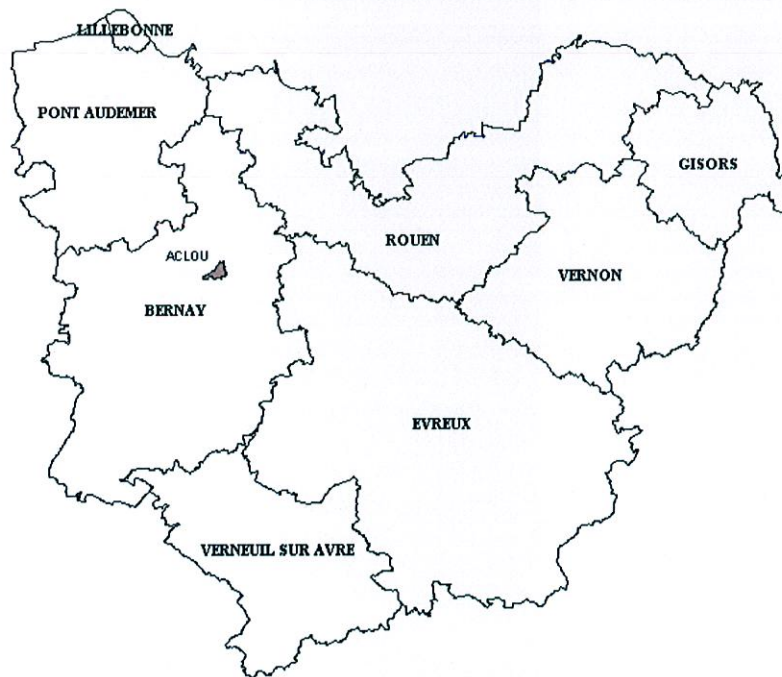 LILLEBONNE
PONT AUDEMER
GISORS
ROUEN
ACLOU
VERNON
BERNAY
EVREUX
VERNEUIL SUR AVRE